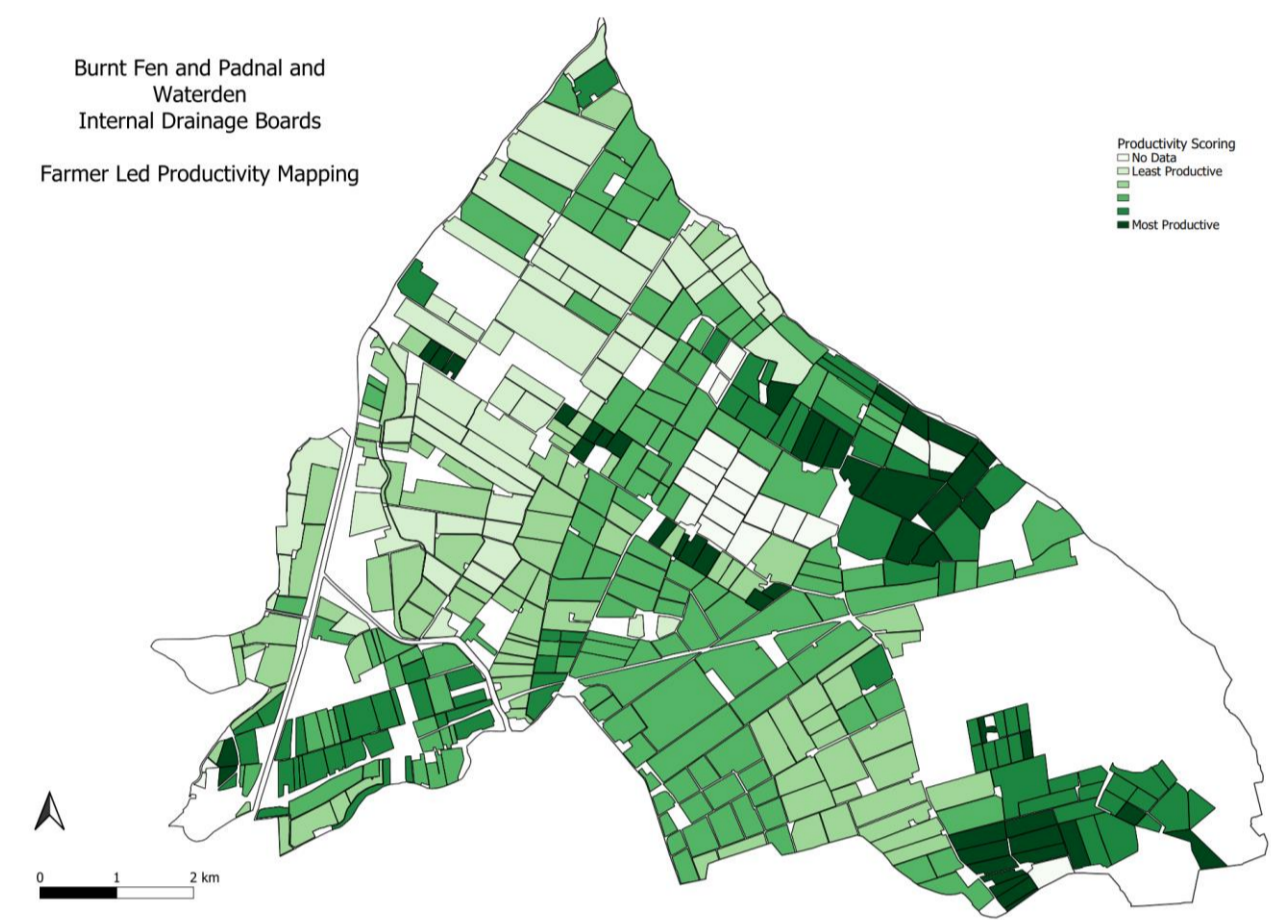 Burnt Fen and Padnal and
Waterden
Internal Drainage Boards
Farmer Led Productivity Mapping
Productivity Scoring
No Data
Least Productive
Most Productive
0 1 2 km